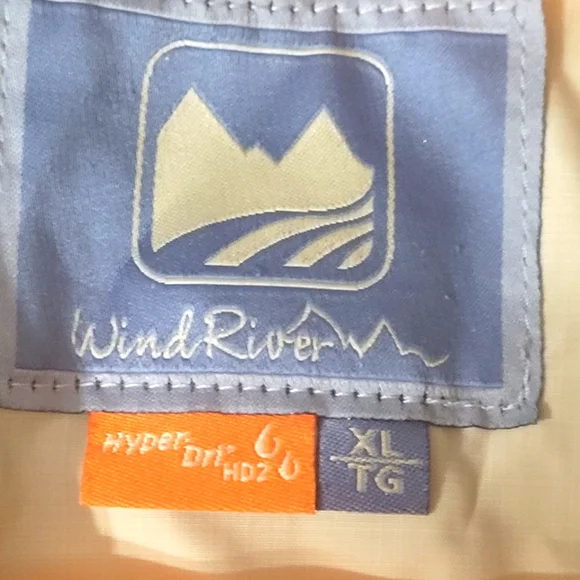 WindRiver
Hyper-Dri HD2
XL
TG